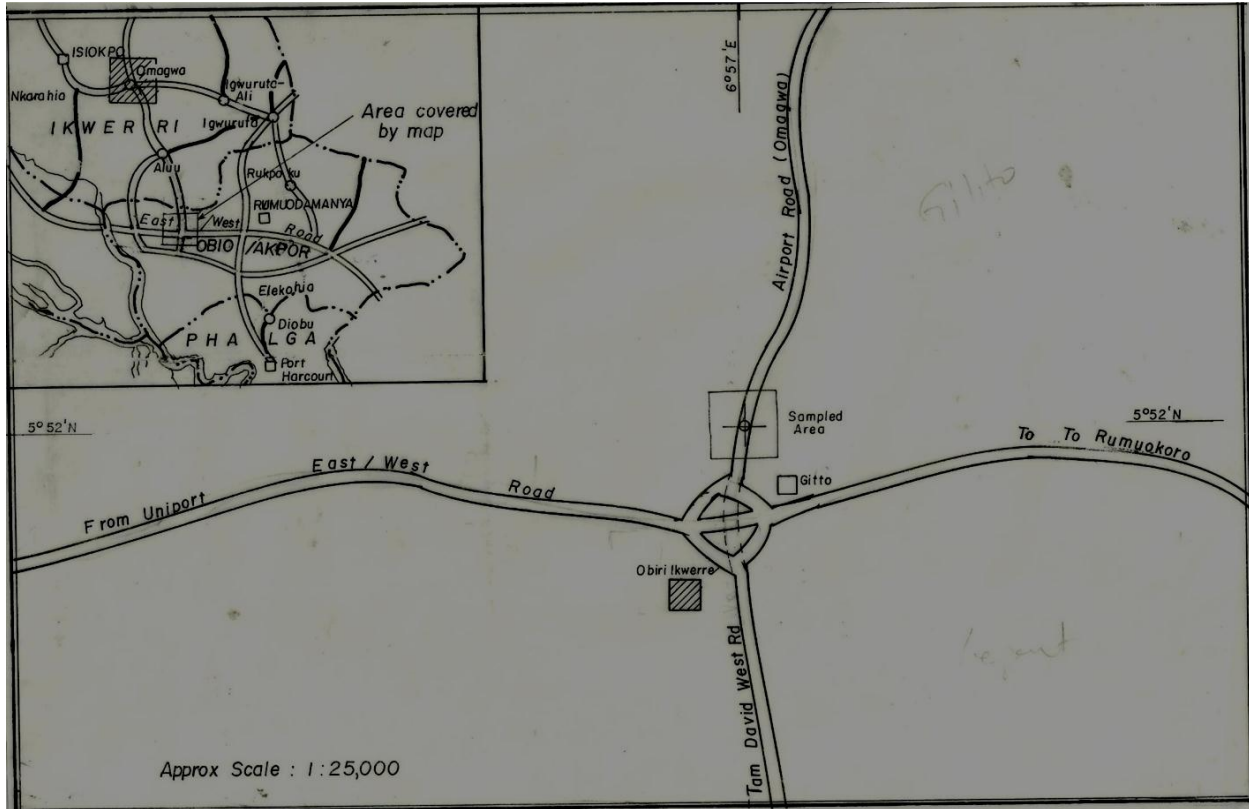 ISIOKPO
Omagwa
Nkarahia
Igwuruta-
Ali
Igwuruta
IKWERRI
Area covered
by map
Aluu
Rukpoku
RUMUODAMANYA
East / West Road
OBIO /AKPOR
Elekahia
Diobu
PHA LGA
Port
Harcourt
6°57'E
Airport Road (Omagwa)
Gilito
5°52'N
Sampled
Area
5°52'N
To To Rumuokoro
East / West Road
Gitto
From Uniport
Obiri Ikwerre
Tam David West Rd
Approx Scale : 1:25,000